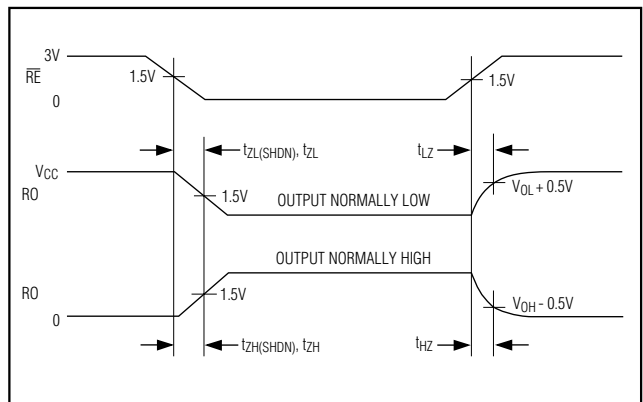 3V
RE
1.5V
1.5V
0
tZL(SHDN), tZL
tLZ
VCC
RO
1.5V
OUTPUT NORMALLY LOW
VOL + 0.5V
OUTPUT NORMALLY HIGH
RO
1.5V
VOH - 0.5V
0
tZH(SHDN), tZH
tHZ